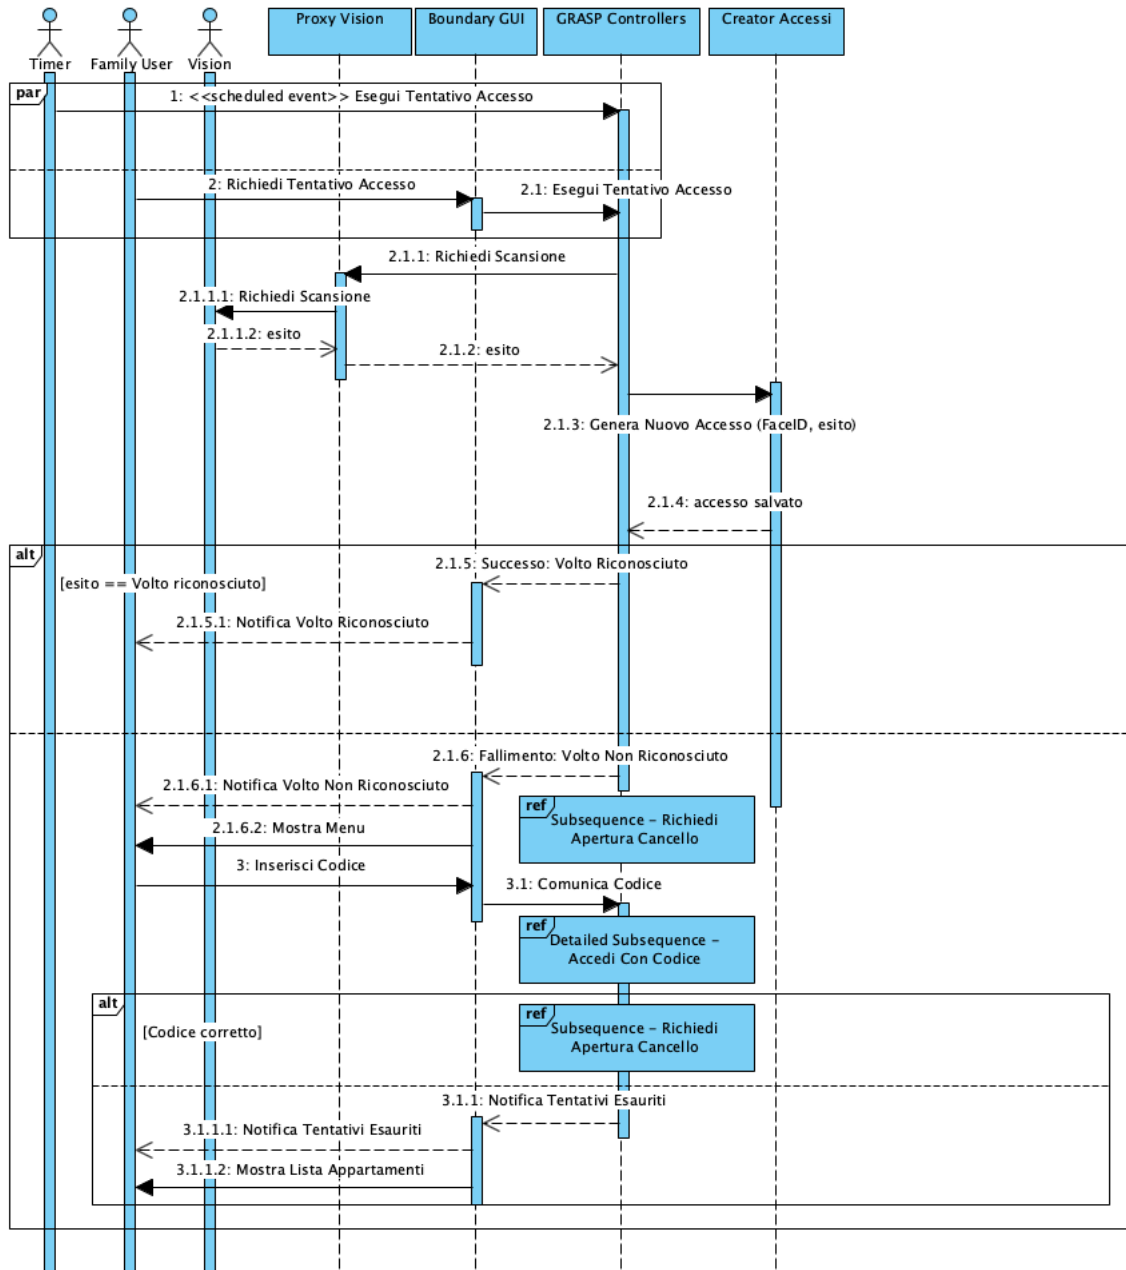 Timer
Family User
Vision
Proxy Vision
Boundary GUI
GRASP Controllers
Creator Accessi
par
1: <<scheduled event>> Esegui Tentativo Accesso
2: Richiedi Tentativo Accesso
2.1: Esegui Tentativo Accesso
2.1.1: Richiedi Scansione
2.1.1.1: Richiedi Scansione
2.1.1.2: esito
2.1.2: esito
2.1.3: Genera Nuovo Accesso (FaceID, esito)
2.1.4: accesso salvato
alt
2.1.5: Successo: Volto Riconosciuto
[esito == Volto riconosciuto]
2.1.5.1: Notifica Volto Riconosciuto
2.1.6: Fallimento: Volto Non Riconosciuto
2.1.6.1: Notifica Volto Non Riconosciuto
ref
Subsequence - Richiedi
Apertura Cancello
2.1.6.2: Mostra Menu
3: Inserisci Codice
3.1: Comunica Codice
ref
Detailed Subsequence -
Accedi Con Codice
alt
[Codice corretto]
ref
Subsequence - Richiedi
Apertura Cancello
3.1.1: Notifica Tentativi Esauriti
3.1.1.1: Notifica Tentativi Esauriti
3.1.1.2: Mostra Lista Appartamenti